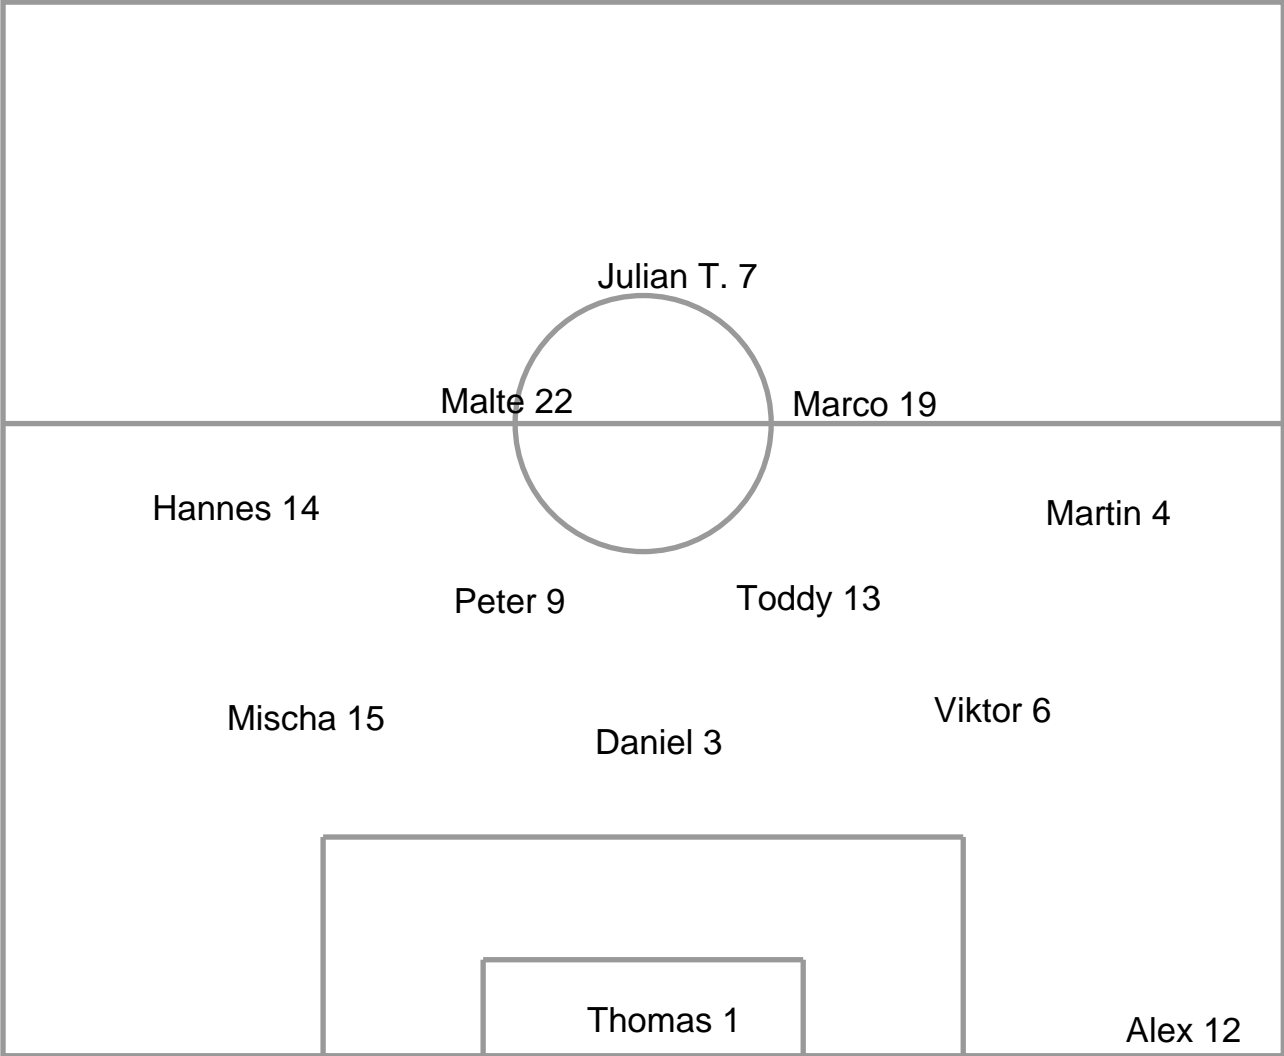 Julian T. 7
Malte 22
Marco 19
Hannes 14
Martin 4
Peter 9
Toddy 13
Mischa 15
Viktor 6
Daniel 3
Thomas 1
Alex 12